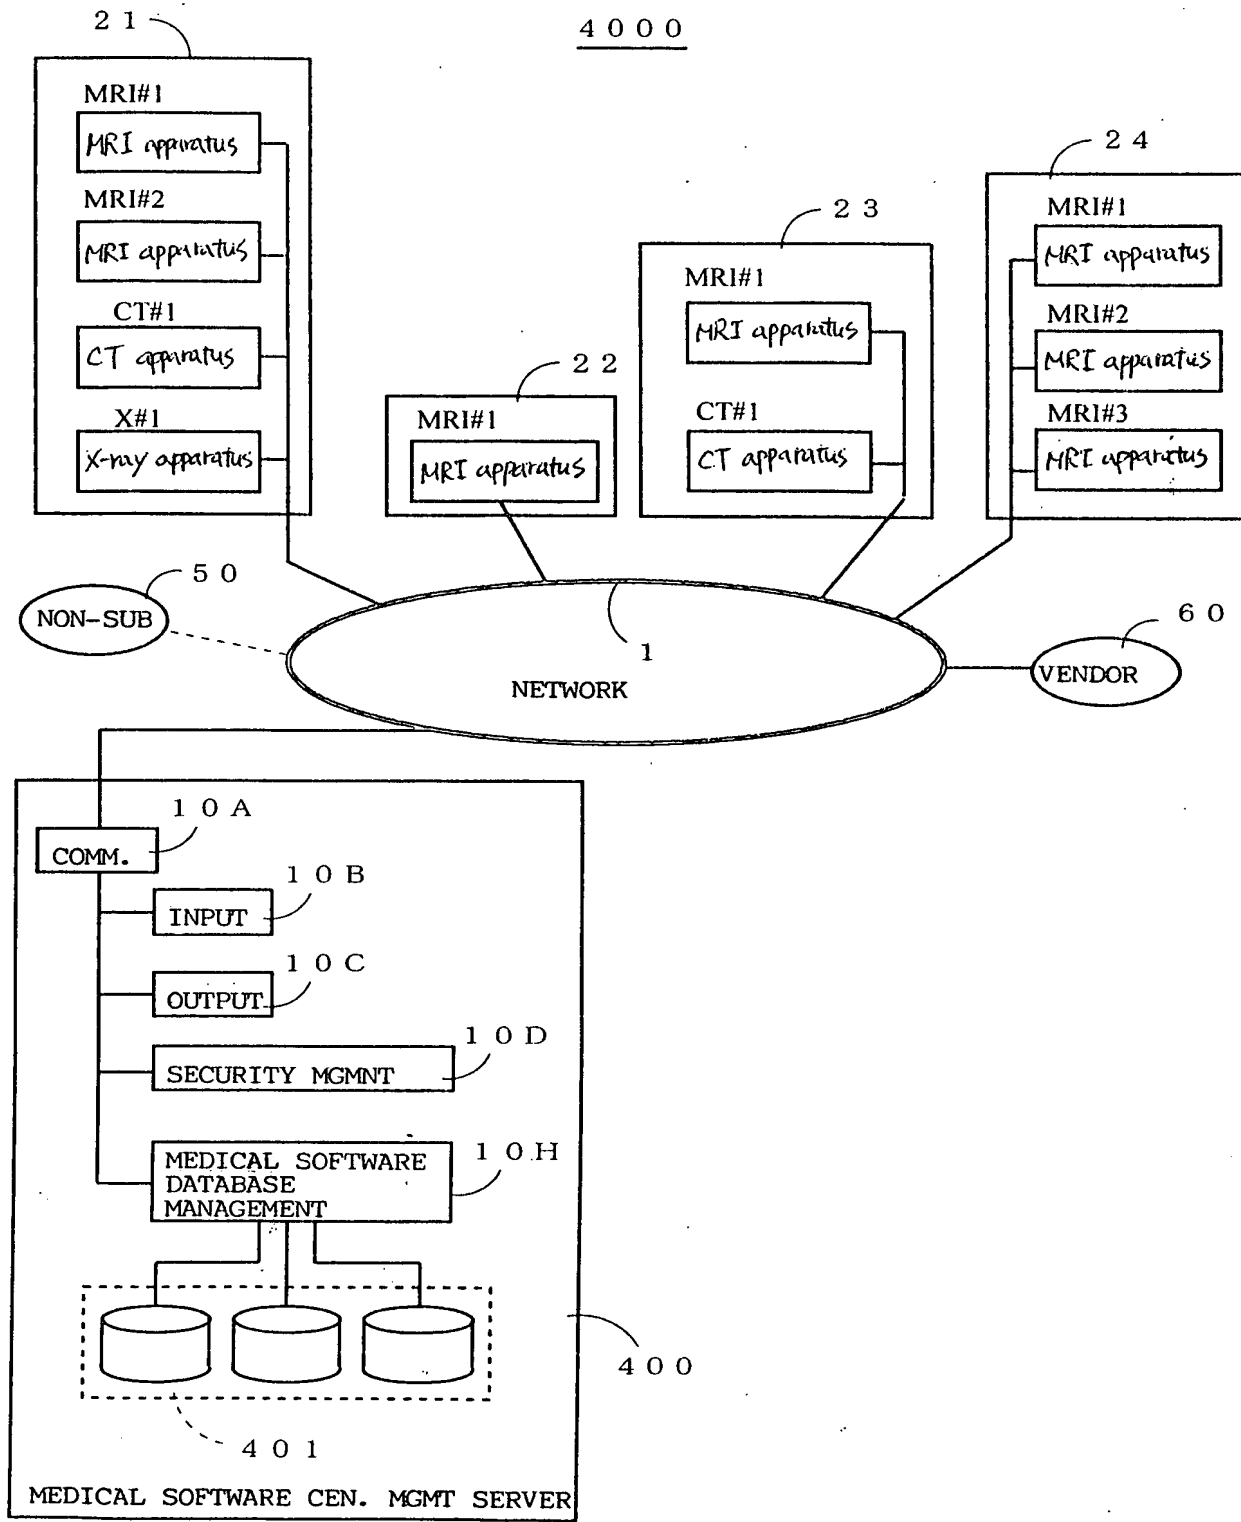 4000
21
MRI#1
MRI apparatus
MRI#2
MRI apparatus
CT#1
CT apparatus
X#1
X-ray apparatus
22
MRI#1
MRI apparatus
23
MRI#1
MRI apparatus
CT#1
CT apparatus
24
MRI#1
MRI apparatus
MRI#2
MRI apparatus
MRI#3
MRI apparatus
50
NON-SUB
1
NETWORK
60
VENDOR
10A
COMM.
10B
INPUT
10C
OUTPUT
10D
SECURITY MGMNT
10H
MEDICAL SOFTWARE
DATABASE
MANAGEMENT
400
401
MEDICAL SOFTWARE CEN. MGMT SERVER